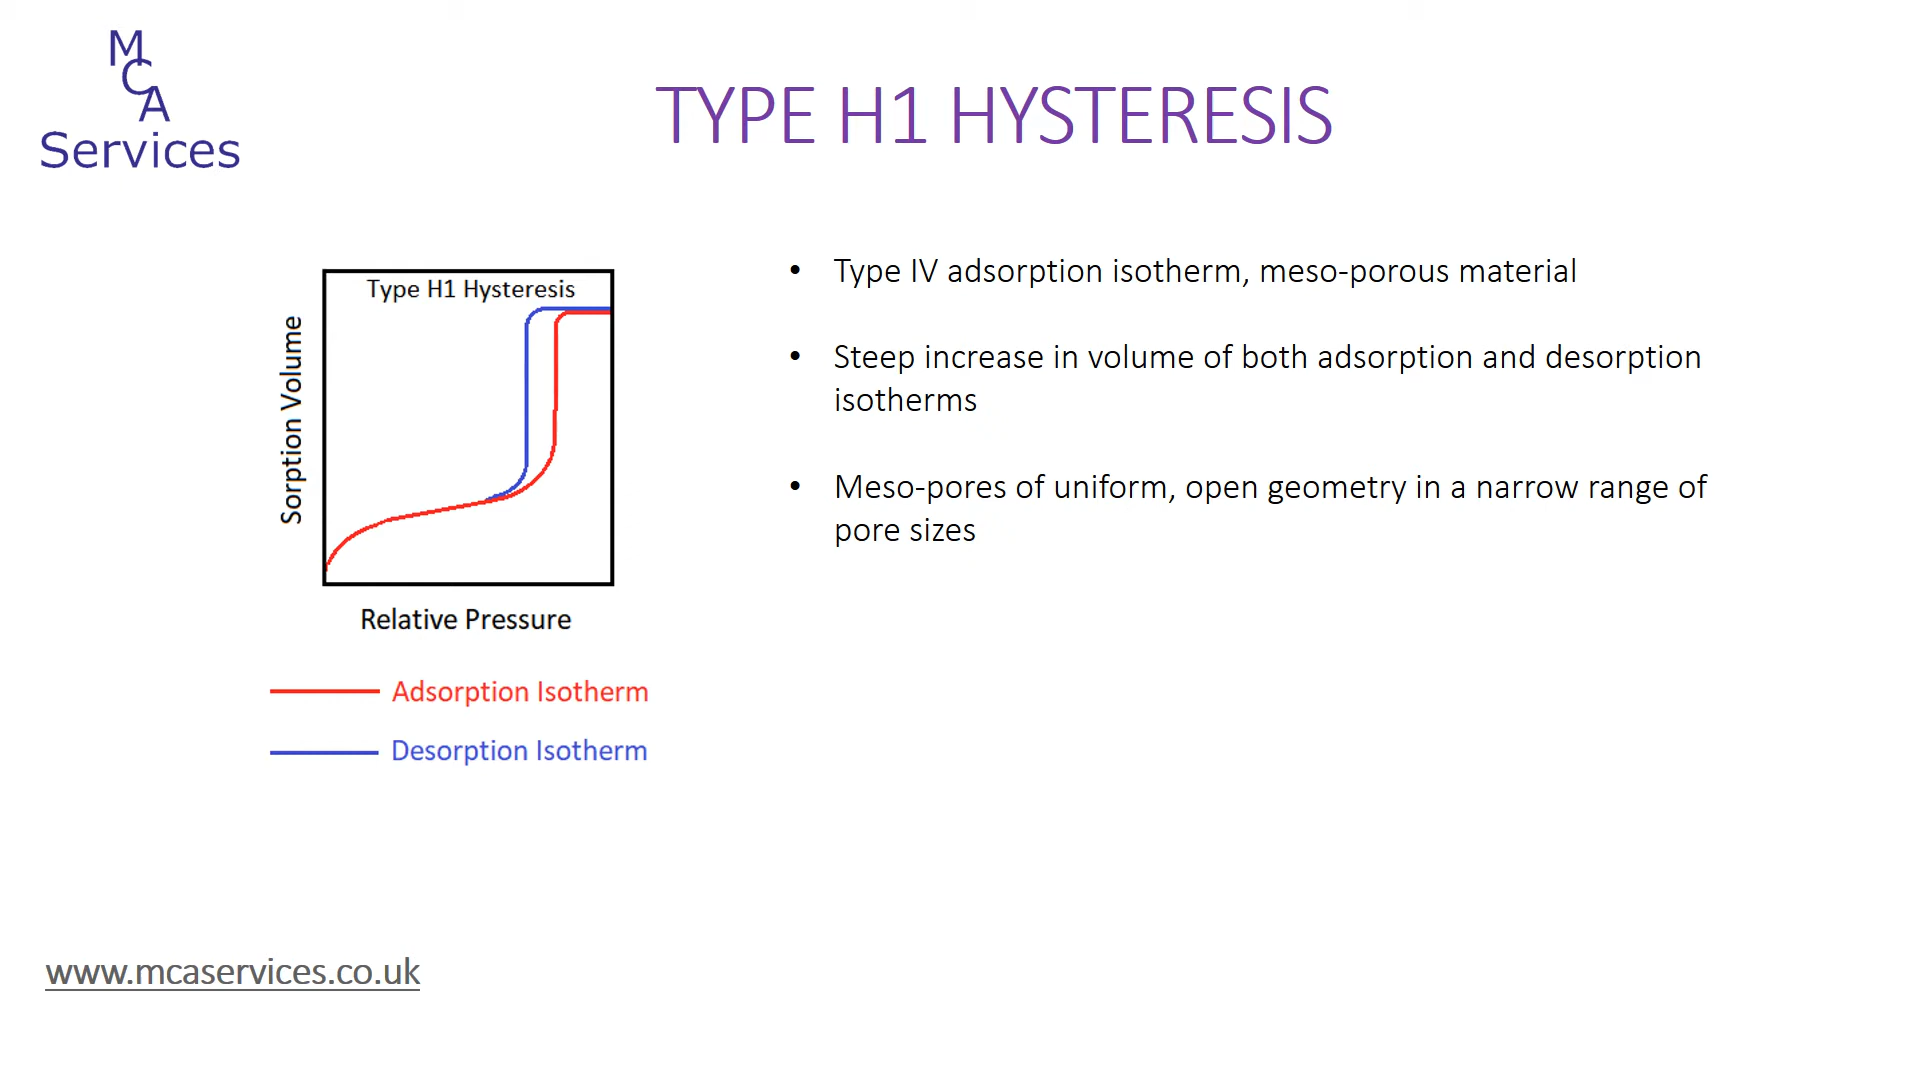 M
C
A
Services
TYPE H1 HYSTERESIS
Type H1 Hysteresis
Sorption Volume
Relative Pressure
Adsorption Isotherm
Desorption Isotherm
• Type IV adsorption isotherm, meso-porous material
• Steep increase in volume of both adsorption and desorption
isotherms
• Meso-pores of uniform, open geometry in a narrow range of
pore sizes
www.mcaservices.co.uk